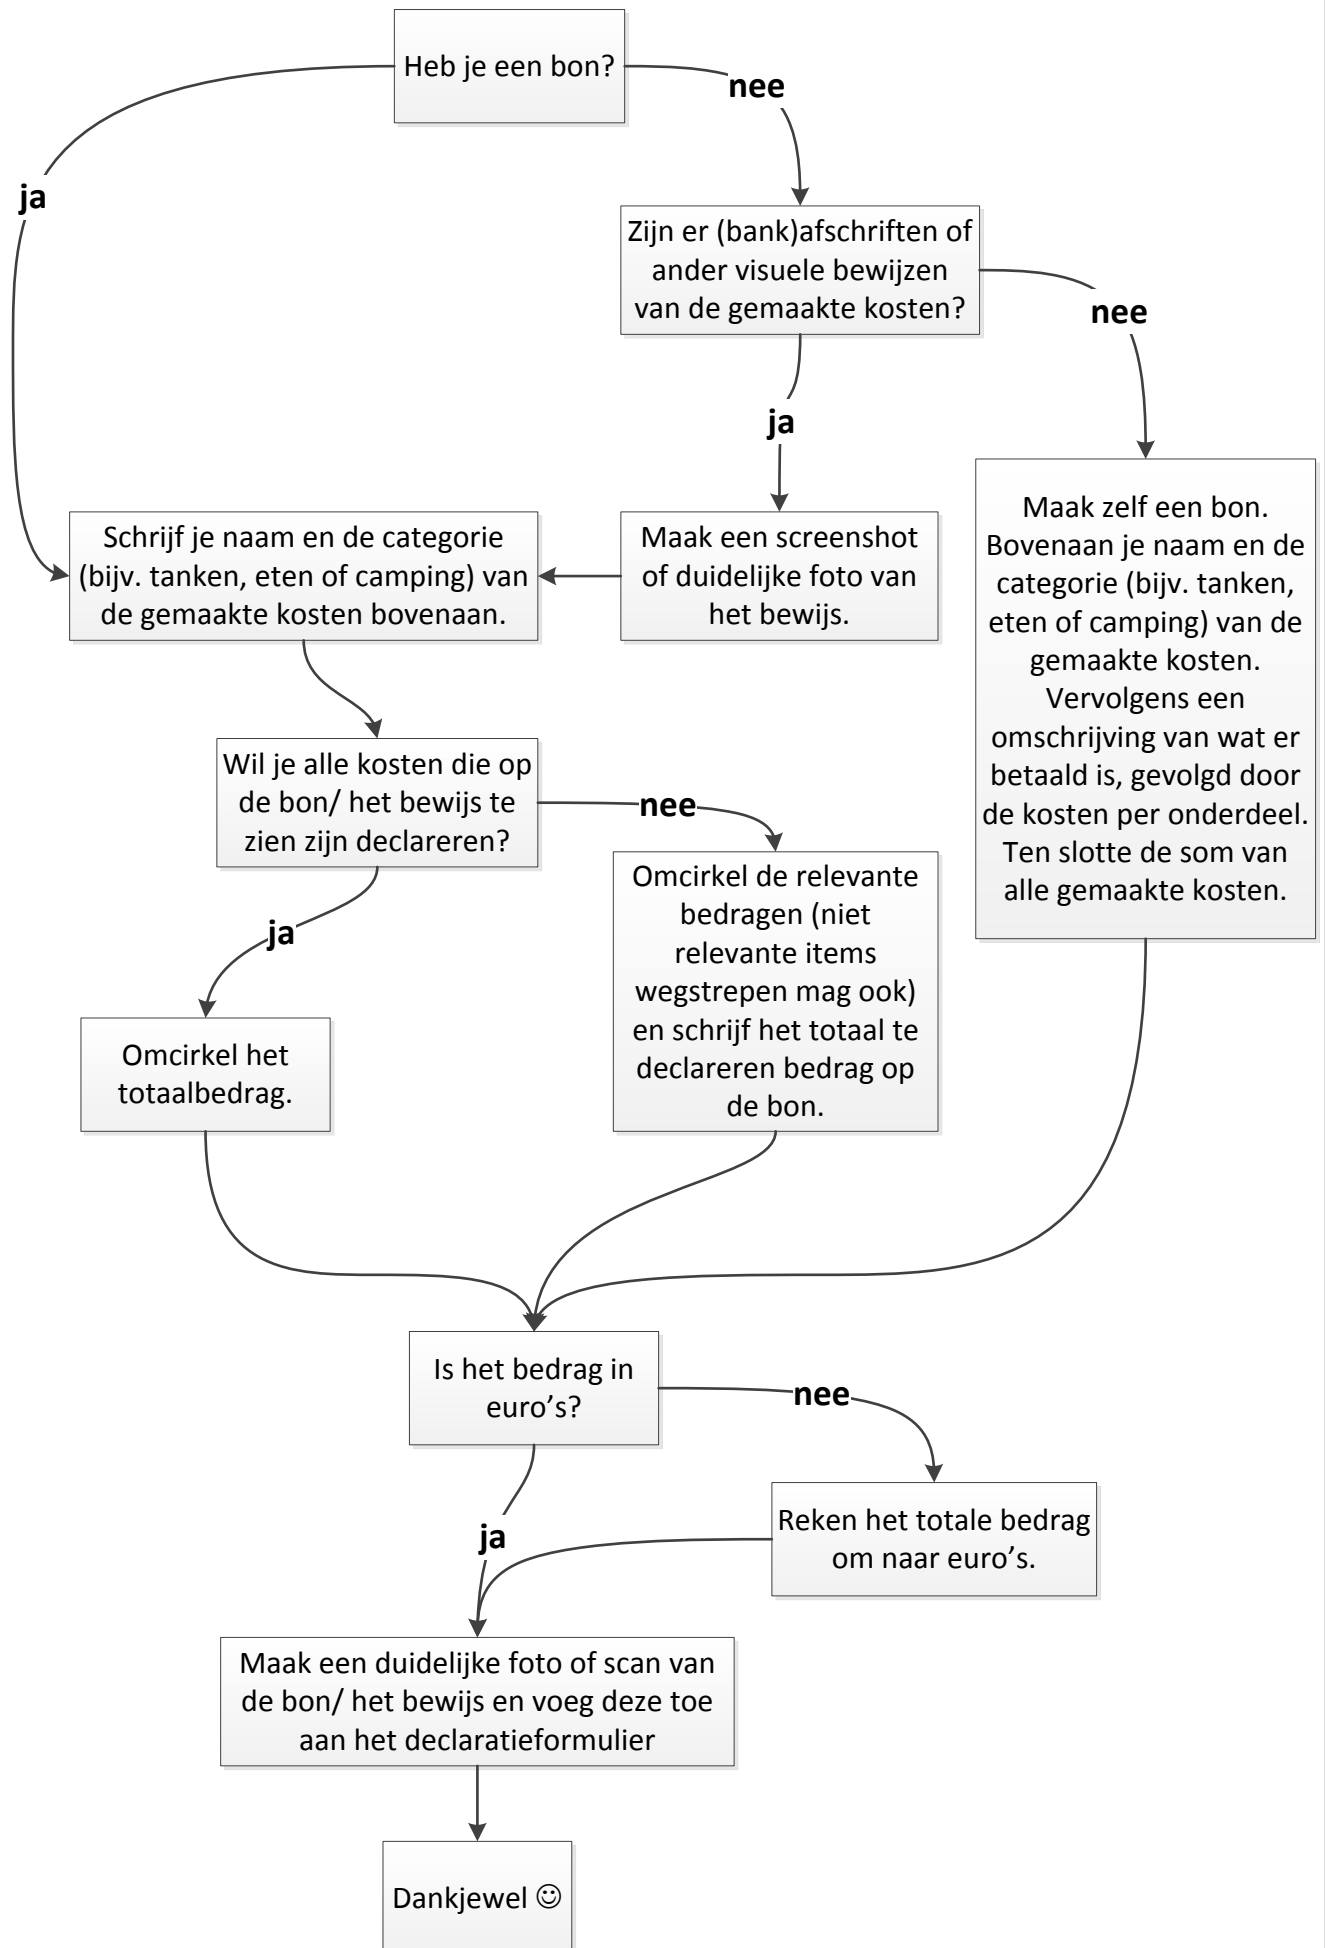 Heb je een bon?
nee
ja
Zijn er (bank)afschriften of
ander visuele bewijzen
van de gemaakte kosten?
nee
ja
Schrijf je naam en de categorie
(bijv. tanken, eten of camping) van
de gemaakte kosten bovenaan.
Maak een screenshot
of duidelijke foto van
het bewijs.
Maak zelf een bon.
Bovenaan je naam en de
categorie (bijv. tanken,
eten of camping) van de
gemaakte kosten.
Vervolgens een
omschrijving van wat er
betaald is, gevolgd door
de kosten per onderdeel.
Ten slotte de som van
alle gemaakte kosten.
Wil je alle kosten die op
de bon/ het bewijs te
zien zijn declareren?
nee
ja
Omcirkel de relevante
bedragen (niet
relevante items
wegstrepen mag ook)
en schrijf het totaal te
declareren bedrag op
de bon.
Omcirkel het
totaalbedrag.
Is het bedrag in
euro’s?
nee
ja
Reken het totale bedrag
om naar euro’s.
Maak een duidelijke foto of scan van
de bon/ het bewijs en voeg deze toe
aan het declaratieformulier
Dankjewel ☺